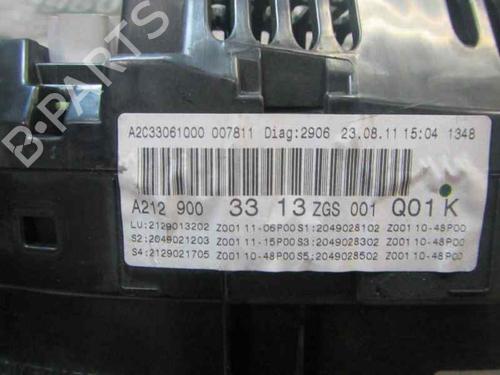 B-PARTS
A2C33061000 007811 Diag:2906 23.08.11 15:04 1348
A212 900 33 13 ZGS 001 Q01 K
LU:2129013202 Z001 11-06P00 S1:2049028102 Z001 10-48P00
S2:2049021203 Z001 11-15P00 S3:2049028302 Z001 10-48P00
S4:2129021705 Z001 10-48P00 S5:2049028502 Z001 10-48P00